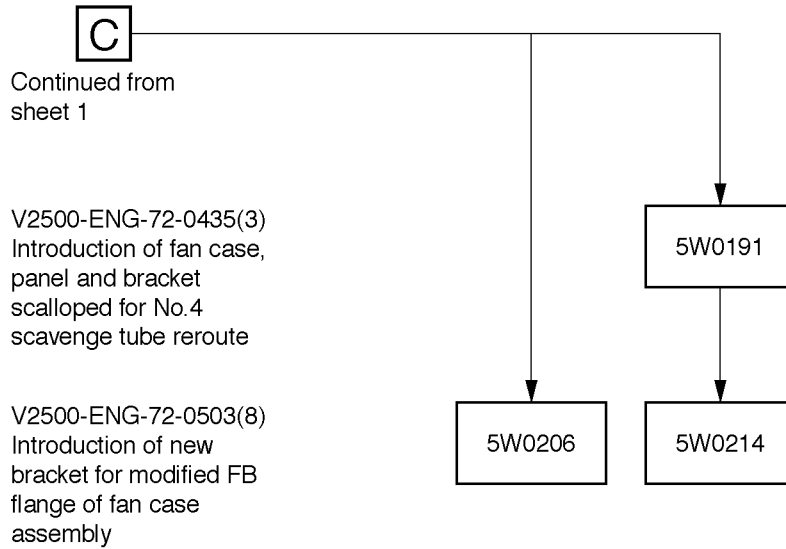 C
Continued from
sheet 1
V2500-ENG-72-0435(3)
Introduction of fan case,
panel and bracket
scalloped for No.4
scavenge tube reroute
5W0191
V2500-ENG-72-0503(8)
Introduction of new
bracket for modified FB
flange of fan case
assembly
5W0206
5W0214